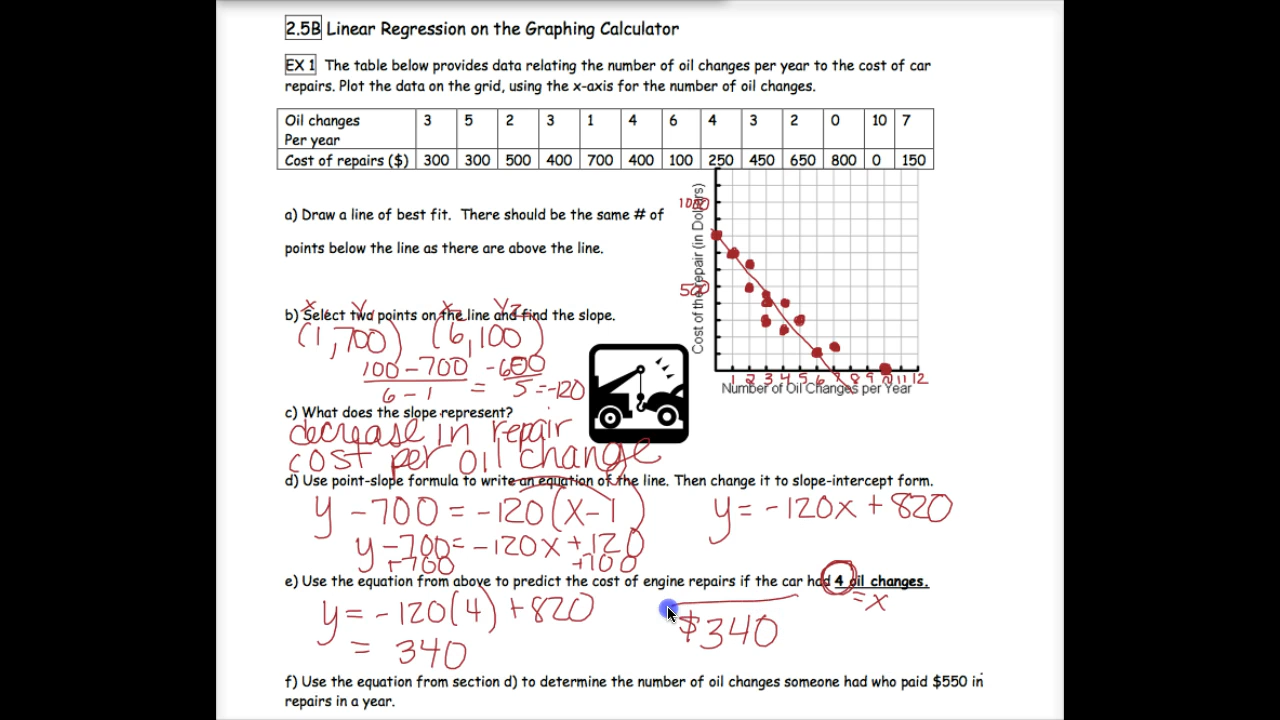 2.5B Linear Regression on the Graphing Calculator
EX 1 The table below provides data relating the number of oil changes per year to the cost of car
repairs. Plot the data on the grid, using the x-axis for the number of oil changes.
Oil changes Per year 3 5 2 3 1 4 6 4 3 2 0 10 7
Cost of repairs ($) 300 300 500 400 700 400 100 250 450 650 800 0 150
a) Draw a line of best fit. There should be the same # of
points below the line as there are above the line.
1000
500
Cost of the repair (in Dollars)
1 2 3 4 5 6 7 8 9 10 11 12
Number of Oil Changes per Year
b) Select two points on the line and find the slope.
x y x y2
(1,700) (6,100)
100-700 -600
6-1 = 5 = -120
c) What does the slope represent?
decrease in repair
cost per oil change
d) Use point-slope formula to write an equation of the line. Then change it to slope-intercept form.
y-700 = -120(x-1) y = -120x + 820
y-700 = -120x + 120
+700 +700
e) Use the equation from above to predict the cost of engine repairs if the car had 4 oil changes.
= x
y = -120(4) + 820 $340
= 340
f) Use the equation from section d) to determine the number of oil changes someone had who paid $550 in
repairs in a year.